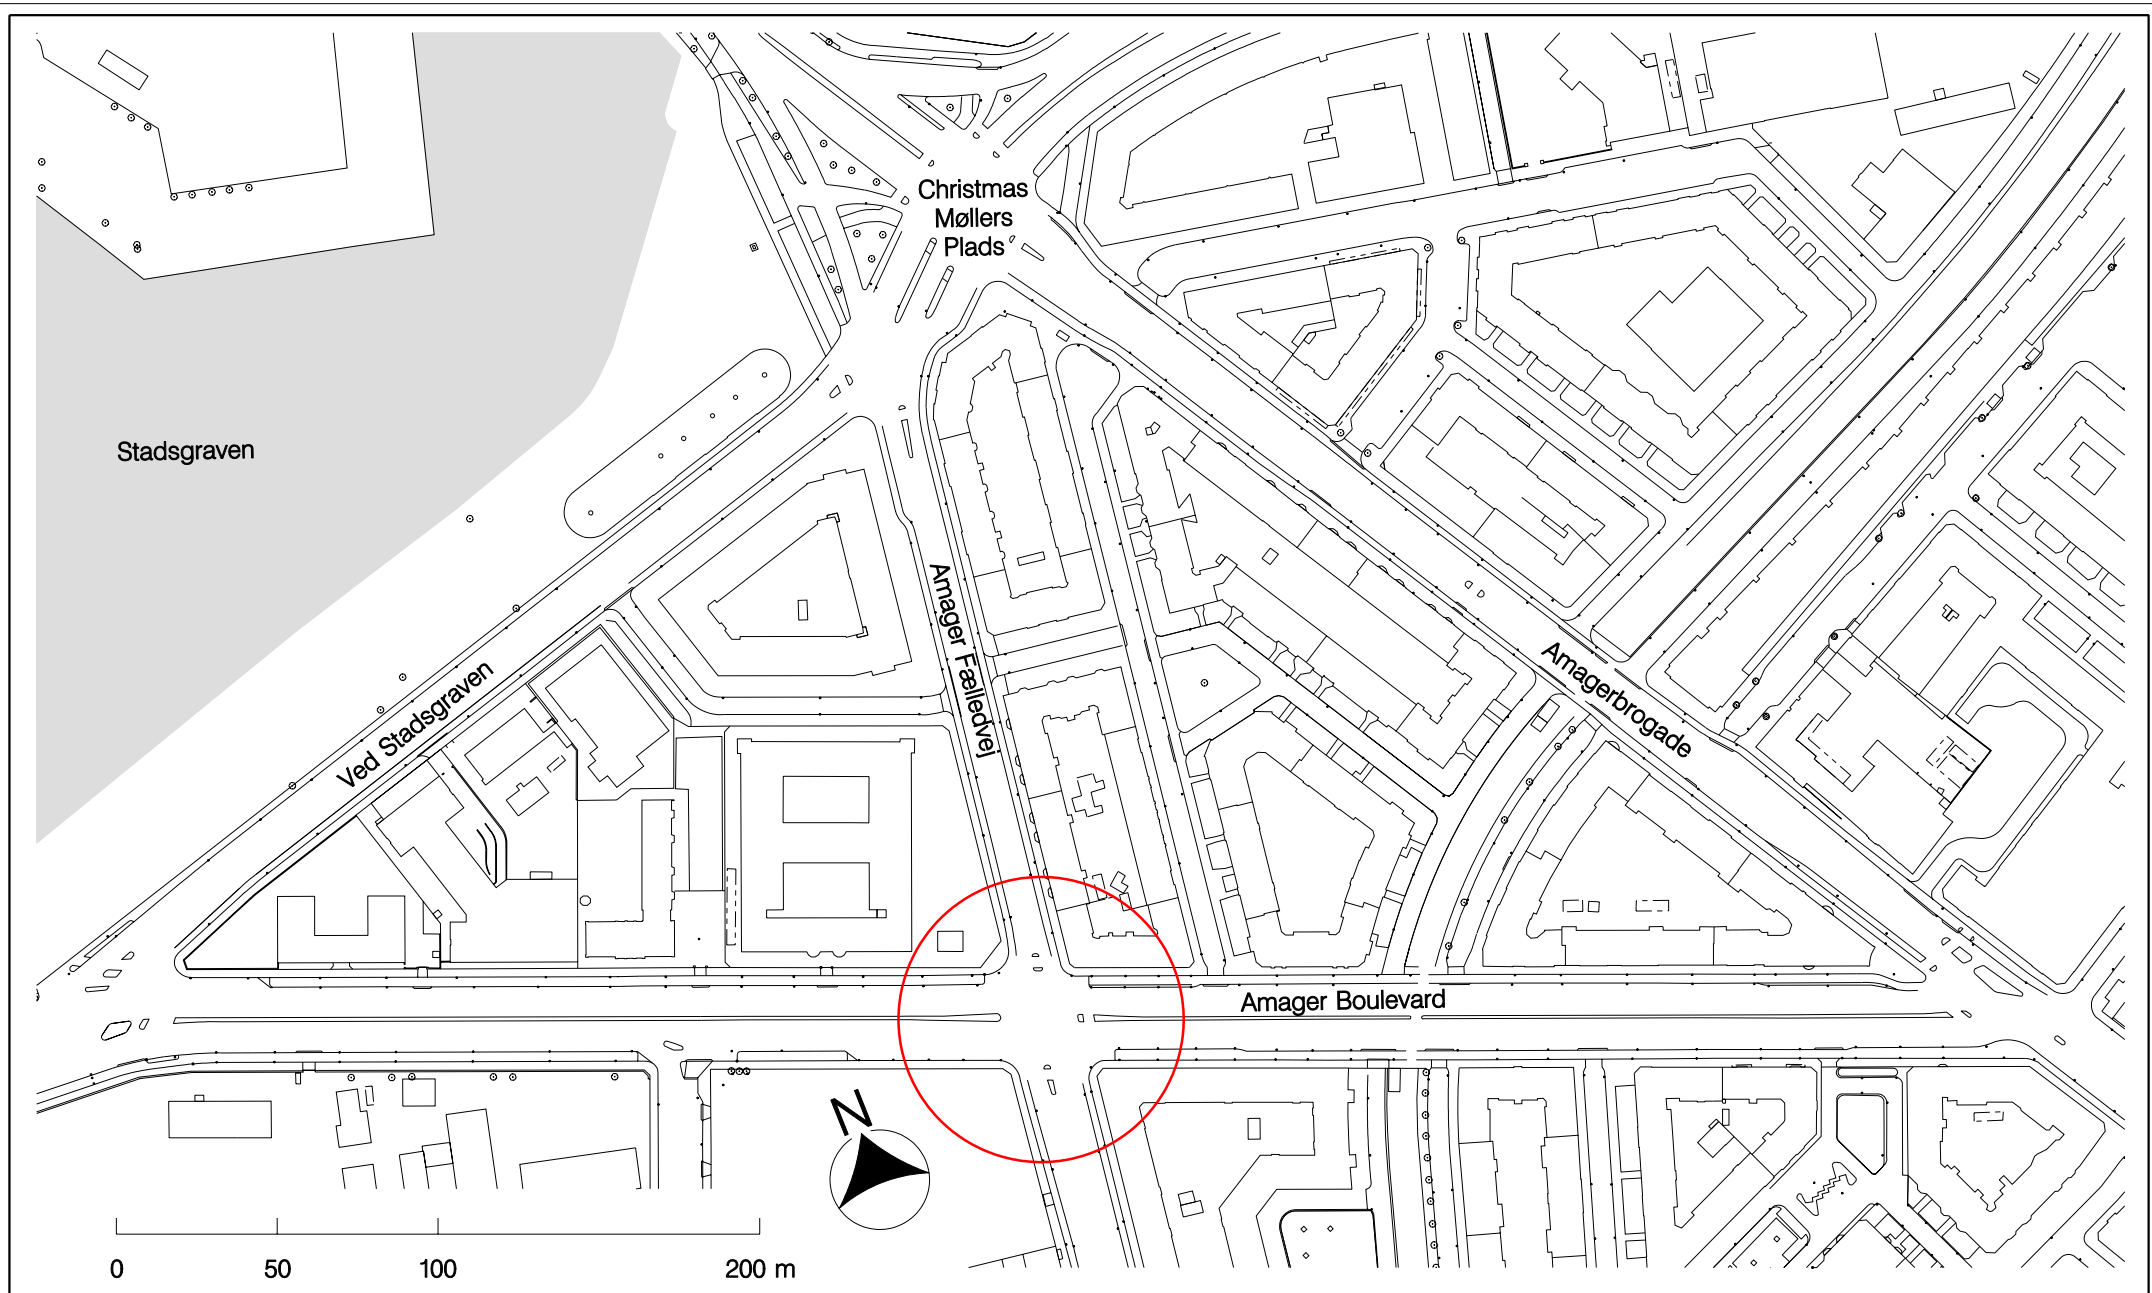 Christmas
Møllers
Plads
Stadsgraven
Amager Fælledvej
Ved Stadsgraven
Amagerbrogade
Amager Boulevard
N
0 50 100 200 m